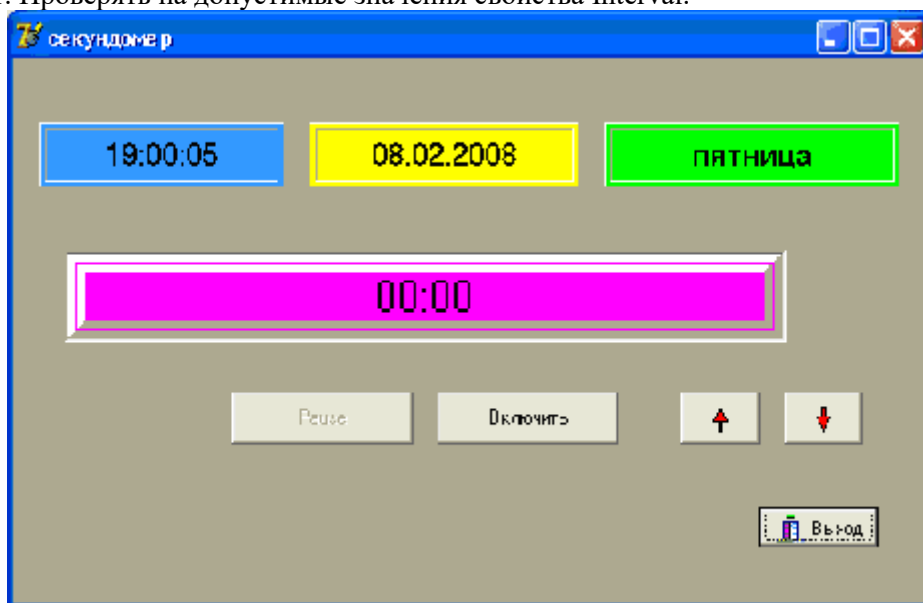 . Проверять на допустимые значения свойства Interval.
секундомер
19:00:05 08.02.2008 пятница
00:00
Pause Включить
Выход